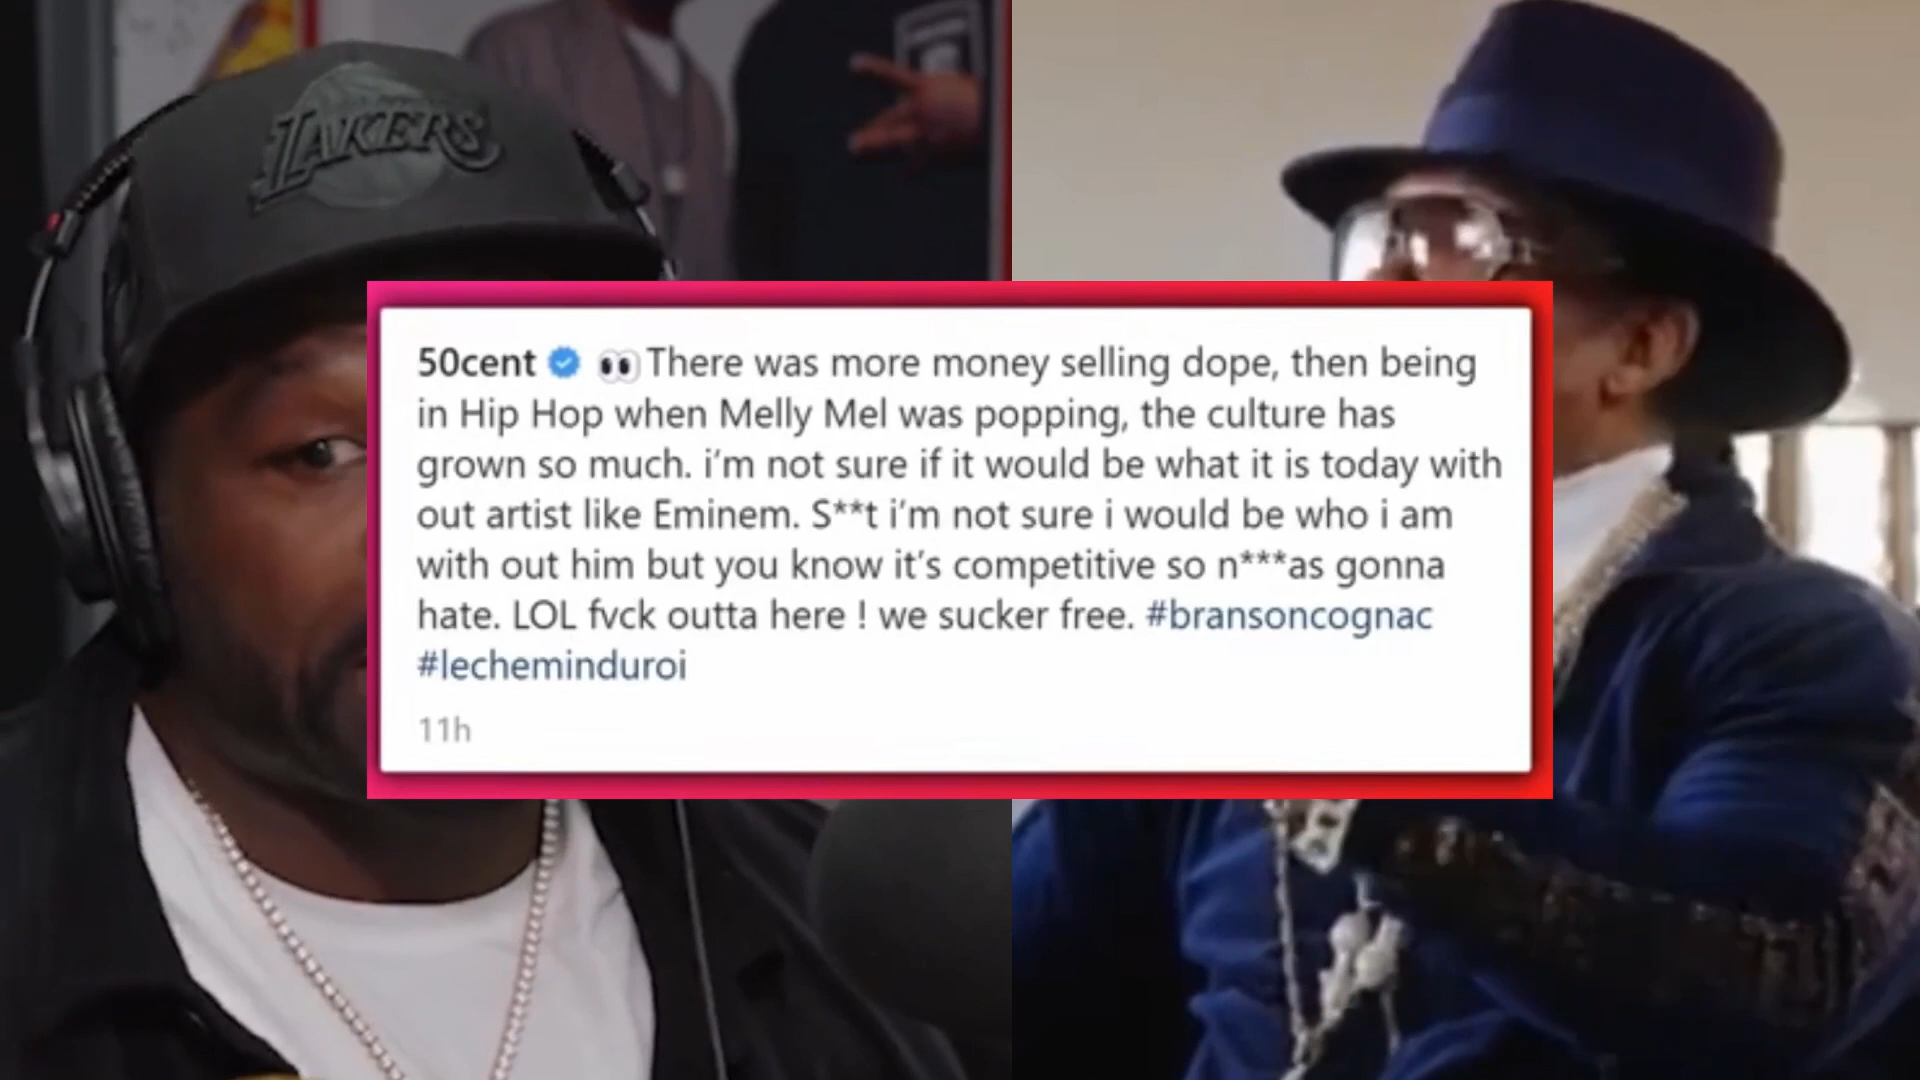 LAKERS
50cent 👀There was more money selling dope, then being
in Hip Hop when Melly Mel was popping, the culture has
grown so much. i'm not sure if it would be what it is today with
out artist like Eminem. S**t i'm not sure i would be who i am
with out him but you know it's competitive so n***as gonna
hate. LOL fvck outta here ! we sucker free. #bransoncognac
#lecheminduroi
11h